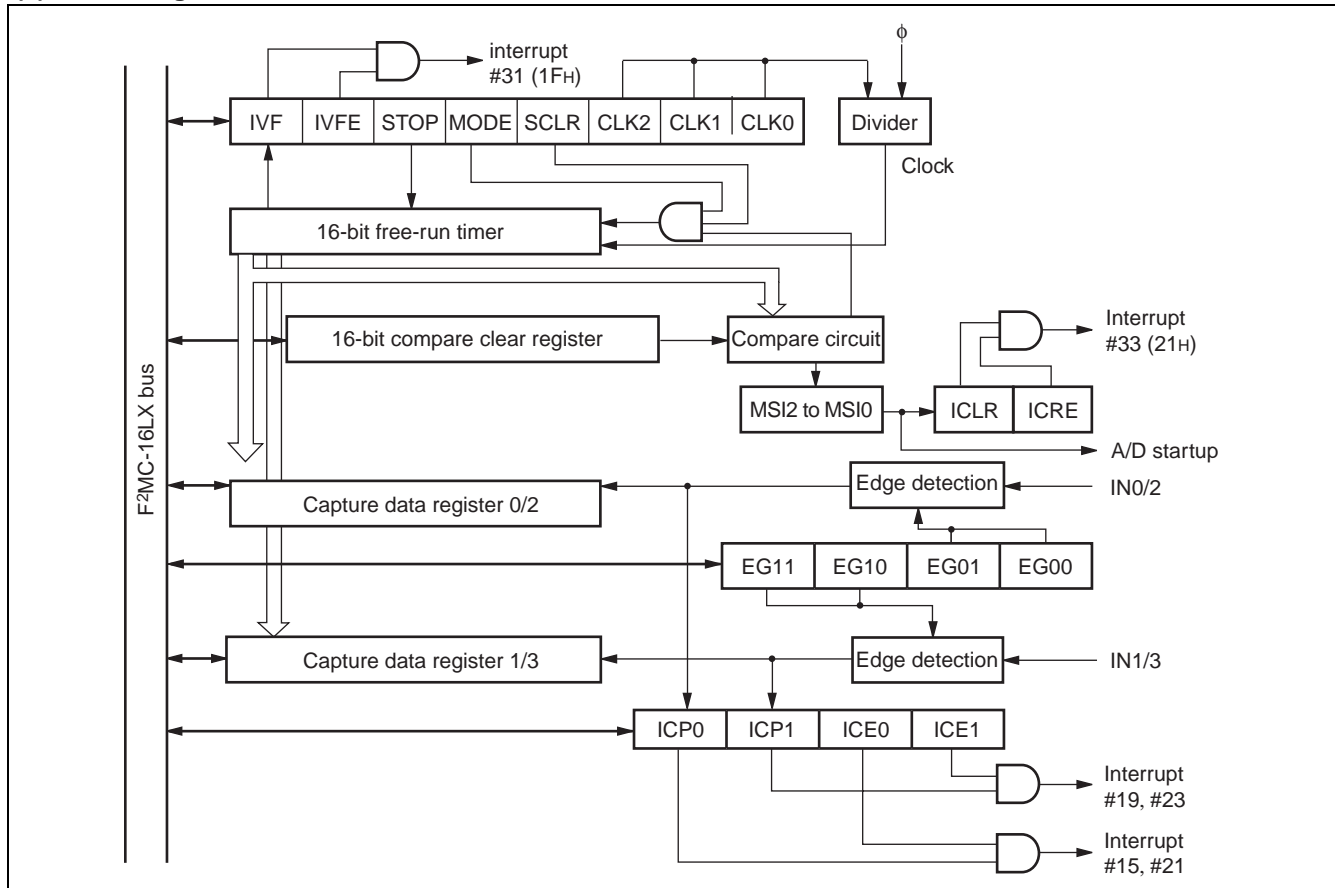 φ
interrupt
#31 (1FH)
IVF IVFE STOP MODE SCLR CLK2 CLK1 CLK0 Divider
Clock
16-bit free-run timer
16-bit compare clear register Compare circuit
Interrupt
#33 (21H)
MSI2 to MSI0 ICLR ICRE
A/D startup
F²MC-16LX bus
Capture data register 0/2 Edge detection IN0/2
EG11 EG10 EG01 EG00
Capture data register 1/3 Edge detection IN1/3
ICP0 ICP1 ICE0 ICE1
Interrupt
#19, #23
Interrupt
#15, #21